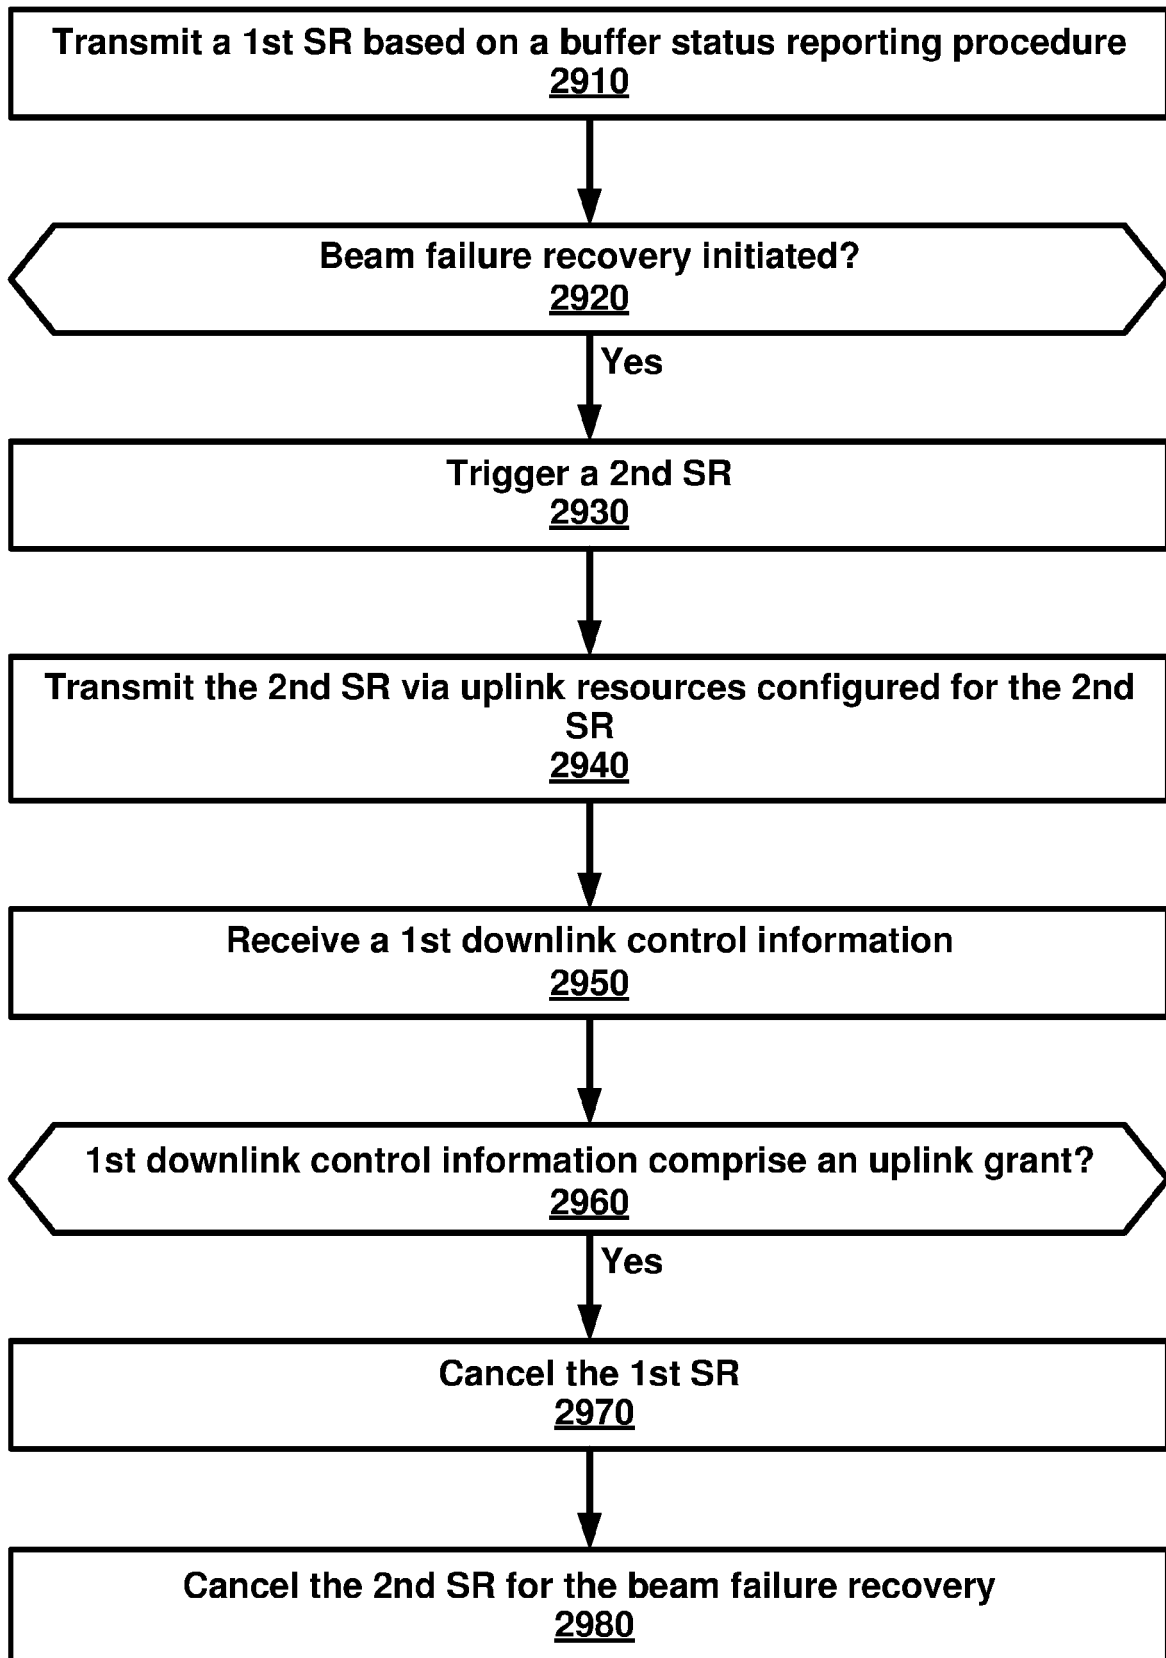 Transmit a 1st SR based on a buffer status reporting procedure
2910
Beam failure recovery initiated?
2920
Yes
Trigger a 2nd SR
2930
Transmit the 2nd SR via uplink resources configured for the 2nd
SR
2940
Receive a 1st downlink control information
2950
1st downlink control information comprise an uplink grant?
2960
Yes
Cancel the 1st SR
2970
Cancel the 2nd SR for the beam failure recovery
2980